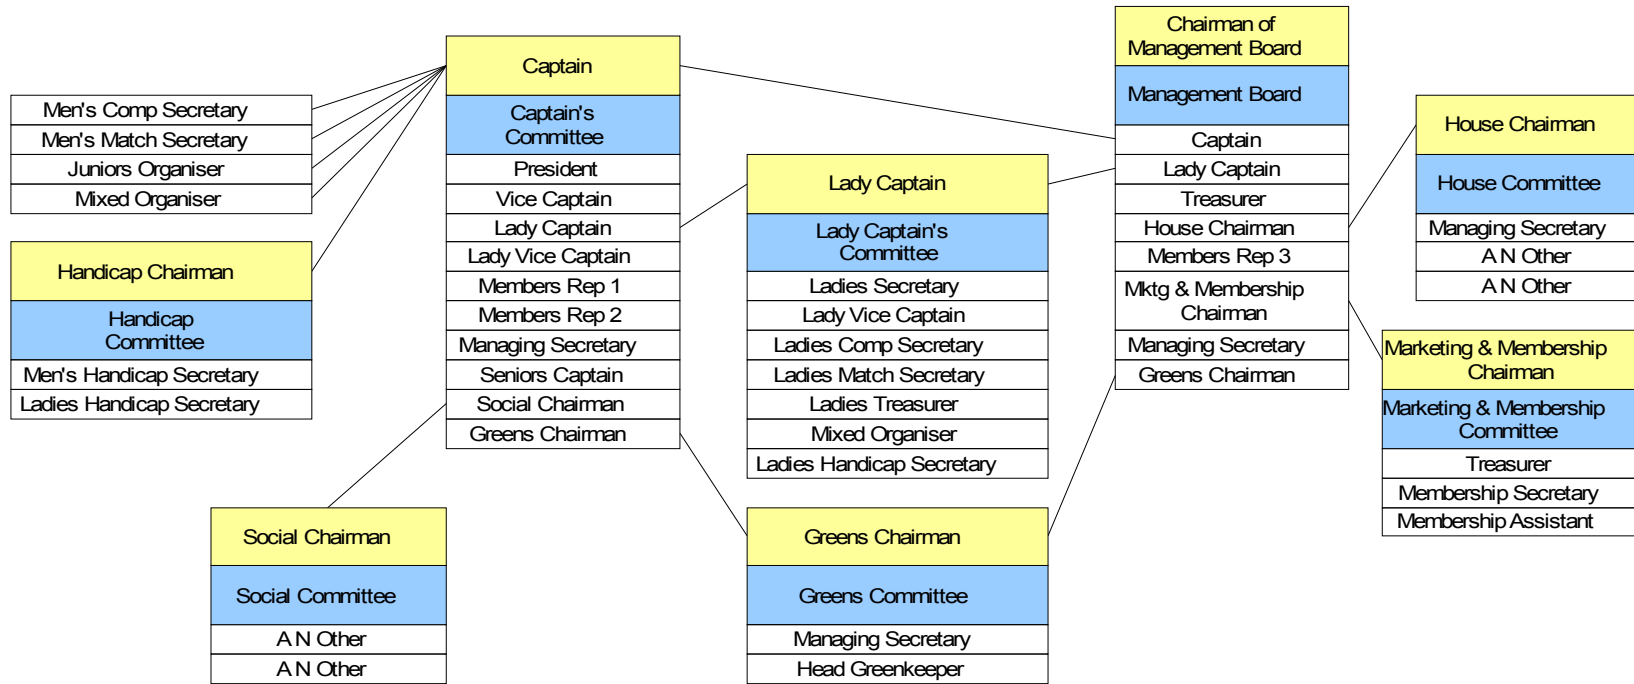 Men's Comp Secretary
Men's Match Secretary
Juniors Organiser
Mixed Organiser
Handicap Chairman
Handicap
Committee
Men's Handicap Secretary
Ladies Handicap Secretary
Captain
Captain's
Committee
President
Vice Captain
Lady Captain
Lady Vice Captain
Members Rep 1
Members Rep 2
Managing Secretary
Seniors Captain
Social Chairman
Greens Chairman
Social Chairman
Social Committee
A N Other
A N Other
Lady Captain
Lady Captain's
Committee
Ladies Secretary
Lady Vice Captain
Ladies Comp Secretary
Ladies Match Secretary
Ladies Treasurer
Mixed Organiser
Ladies Handicap Secretary
Greens Chairman
Greens Committee
Managing Secretary
Head Greenkeeper
Chairman of
Management Board
Management Board
Captain
Lady Captain
Treasurer
House Chairman
Members Rep 3
Mktg & Membership
Chairman
Managing Secretary
Greens Chairman
House Chairman
House Committee
Managing Secretary
A N Other
A N Other
Marketing & Membership
Chairman
Marketing & Membership
Committee
Treasurer
Membership Secretary
Membership Assistant